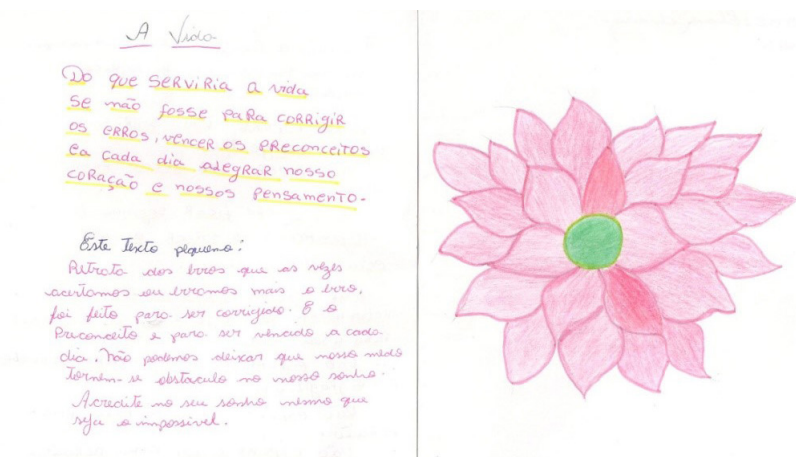 A Vida
Do que serviria a vida
se não fosse para corrigir
os erros, vencer os preconceitos
e a cada dia alegrar nosso
coração e nossos pensamento.
Este Texto pequeno:
Retrata dos erros que as vezes
acertamos ou erramos mais o erro,
foi feito para ser corrigido. E o
Preconceito e para ser vencido a cada
dia. Não podemos deixar que nosso medo
tornem-se obstaculo no nosso sonho.
Acredite no seu sonho mesmo que
seja o impossivel.